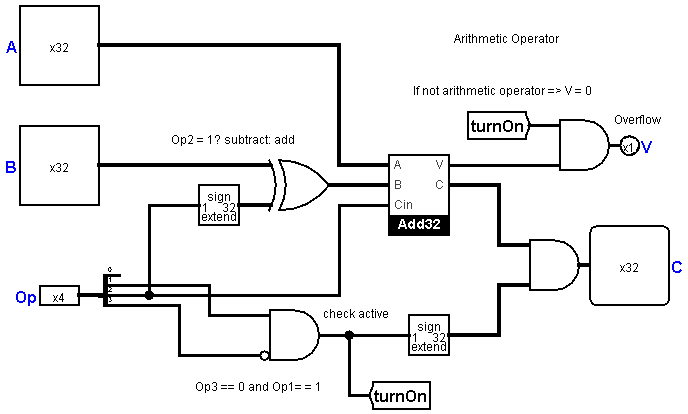 Arithmetic Operator
A
x32
If not arithmetic operator => V = 0
turnOn
Overflow
x1
V
Op2 = 1? subtract: add
B
x32
A
V
B
C
Cin
Add32
sign
1 32
extend
x32
C
Op
x4
0
1
2
3
check active
sign
1 32
extend
Op3 == 0 and Op1= = 1
turnOn